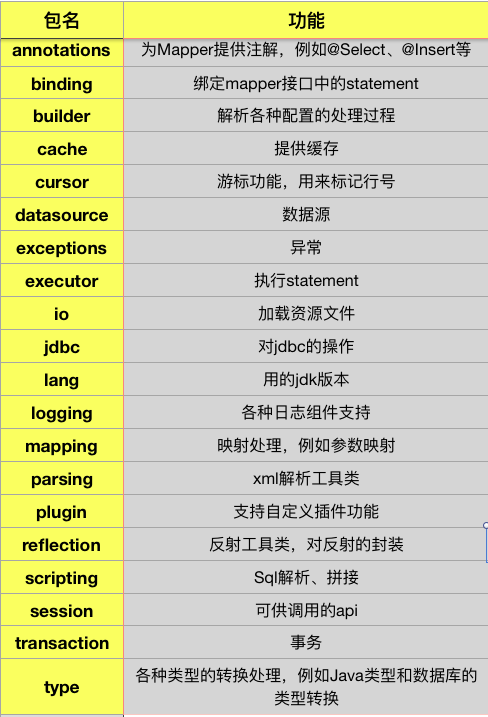 包名 功能
annotations 为Mapper提供注解，例如@Select、@Insert等
binding 绑定mapper接口中的statement
builder 解析各种配置的处理过程
cache 提供缓存
cursor 游标功能，用来标记行号
datasource 数据源
exceptions 异常
executor 执行statement
io 加载资源文件
jdbc 对jdbc的操作
lang 用的jdk版本
logging 各种日志组件支持
mapping 映射处理，例如参数映射
parsing xml解析工具类
plugin 支持自定义插件功能
reflection 反射工具类，对反射的封装
scripting Sql解析、拼接
session 可供调用的api
transaction 事务
type 各种类型的转换处理，例如Java类型和数据库的
类型转换